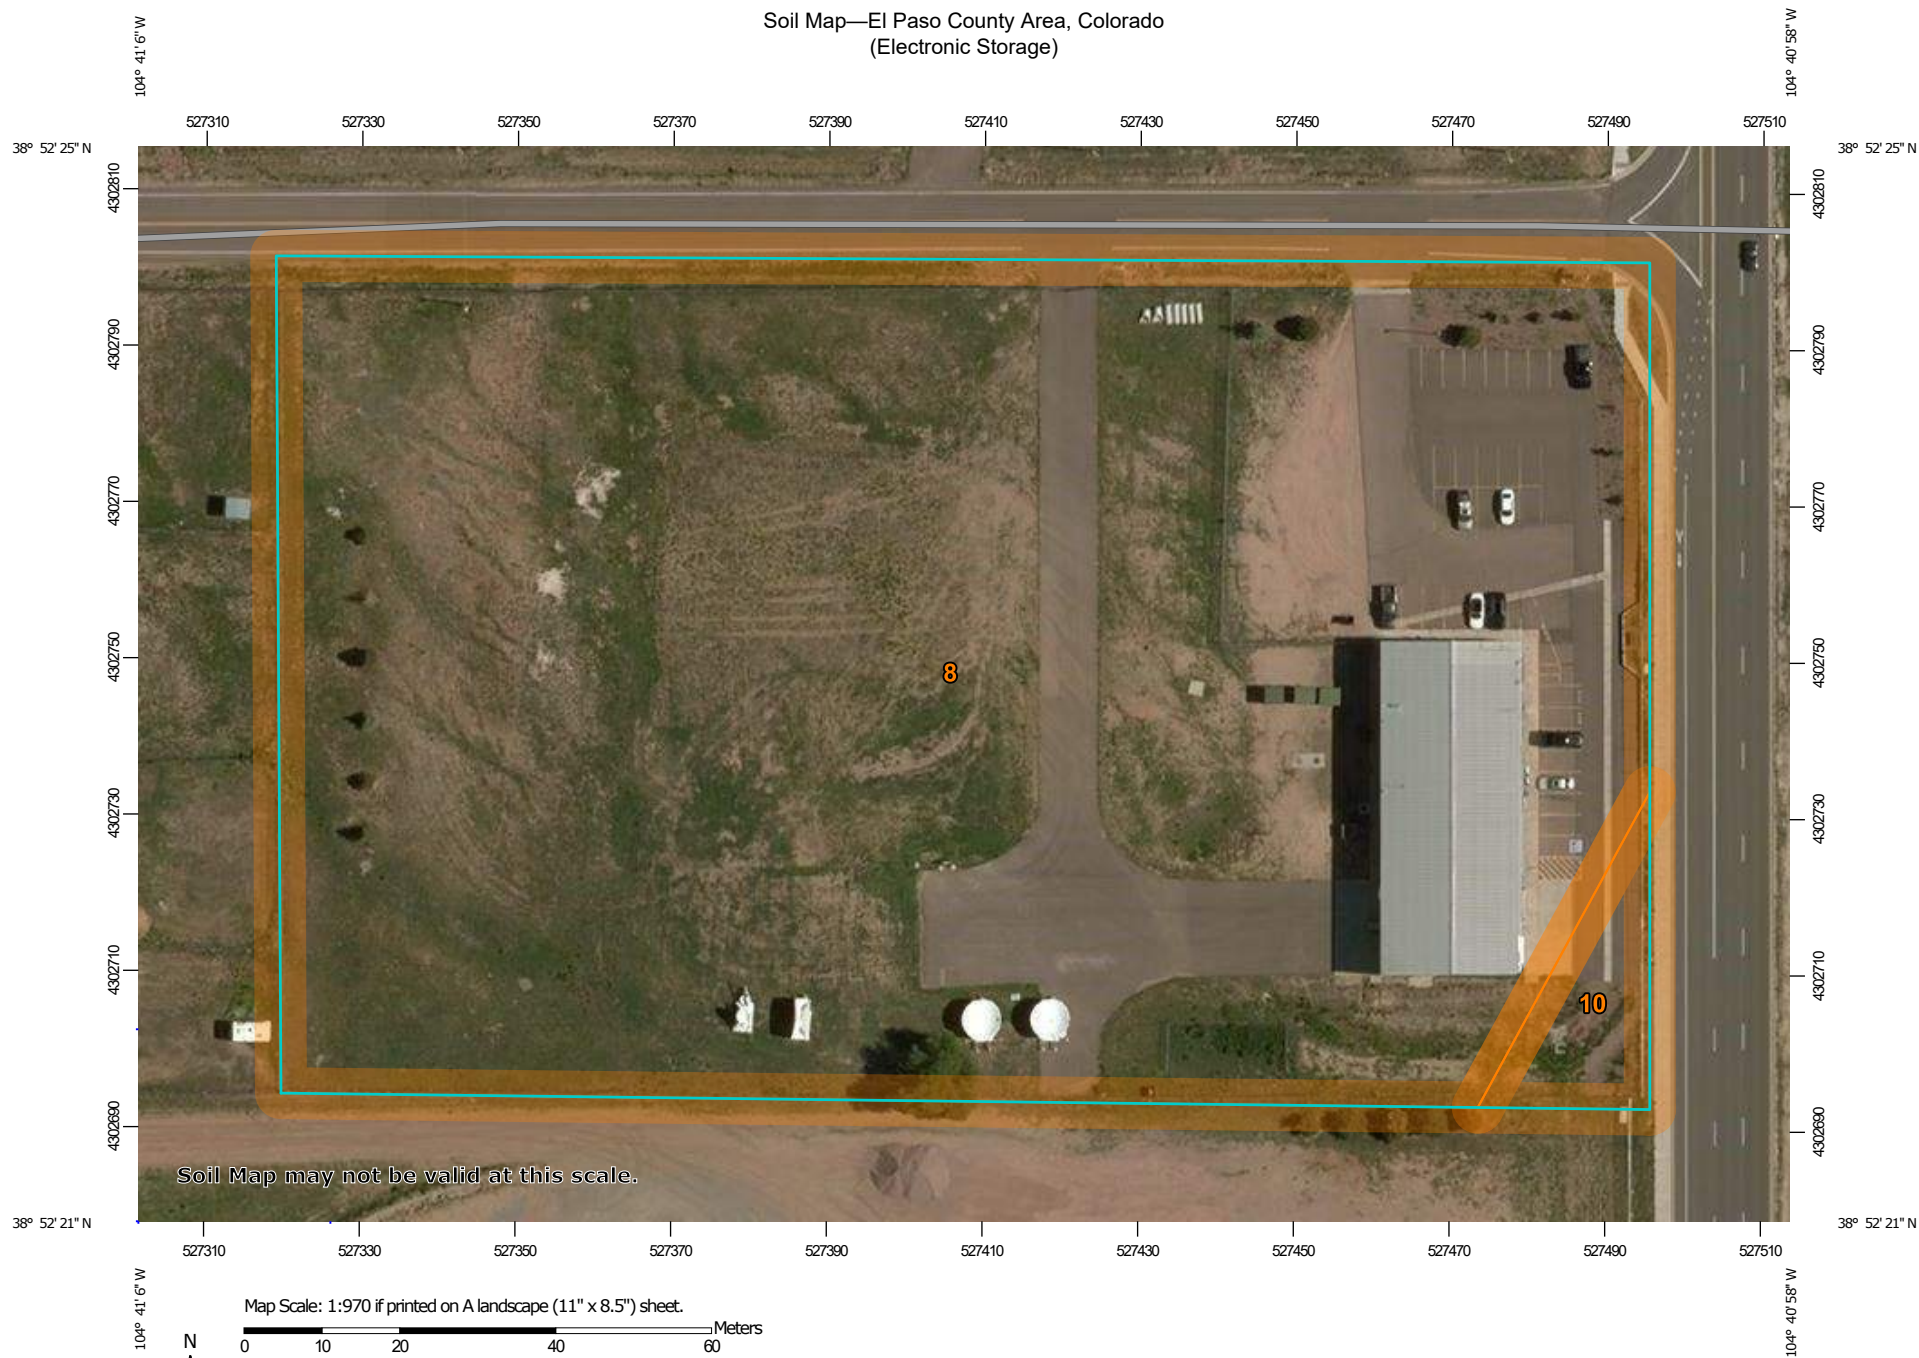 Soil Map—El Paso County Area, Colorado
(Electronic Storage)
104° 41' 6" W
104° 40' 58" W
527310 527330 527350 527370 527390 527410 527430 527450 527470 527490 527510
38° 52' 25" N
38° 52' 25" N
4302810
4302810
4302790
4302790
4302770
4302770
4302750
4302750
8
4302730
4302730
4302710
4302710
10
4302690
4302690
Soil Map may not be valid at this scale.
38° 52' 21" N
38° 52' 21" N
527310 527330 527350 527370 527390 527410 527430 527450 527470 527490 527510
104° 41' 6" W
104° 40' 58" W
Map Scale: 1:970 if printed on A landscape (11" x 8.5") sheet.
Meters
0 10 20 40 60
N